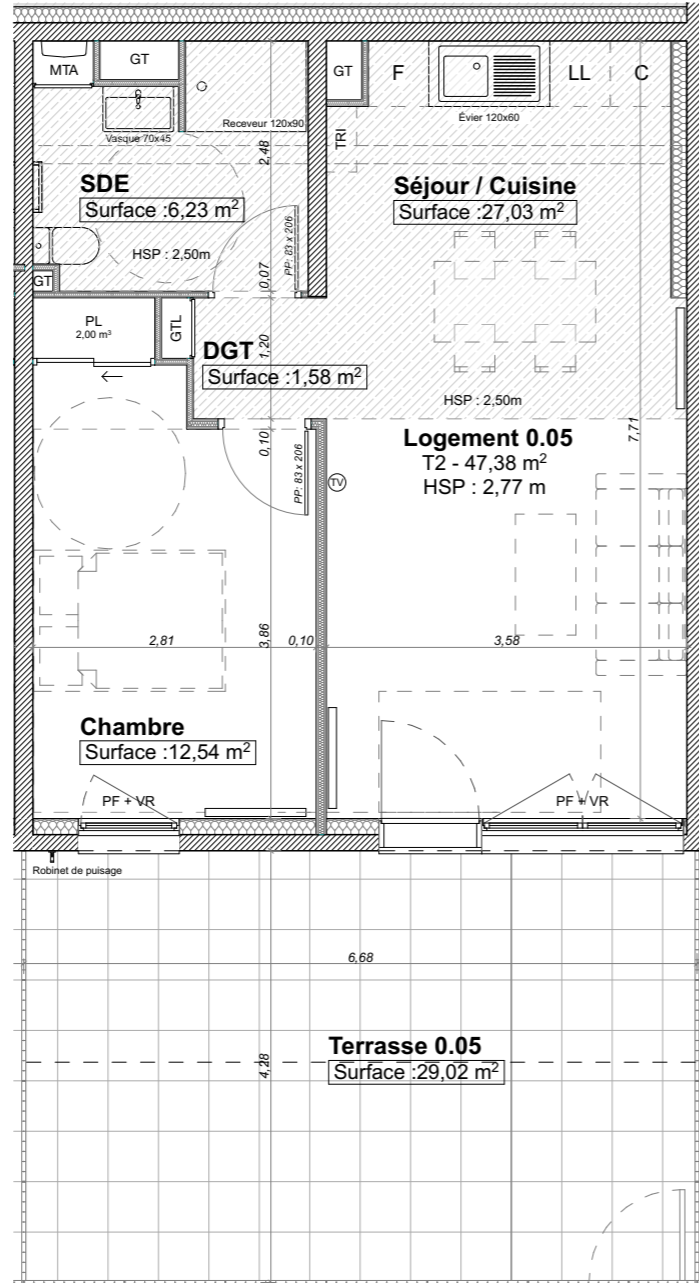 MTA
GT
Vasque 70x45
Receveur 120x90
GT
F
Évier 120x60
LL
C
TRI
2,48
SDE
Surface :6,23 m²
HSP : 2,50m
PP: 83 x 206
GT
0,07
Séjour / Cuisine
Surface :27,03 m²
HSP : 2,50m
PL
2,00 m³
GTL
DGT
1,20
Surface :1,58 m²
0,10
PP: 83 x 206
TV
Logement 0.05
T2 - 47,38 m²
HSP : 2,77 m
7,71
2,81
3,86
0,10
3,58
Chambre
Surface :12,54 m²
PF + VR
PF + VR
Robinet de puisage
6,68
4,28
Terrasse 0.05
Surface :29,02 m²